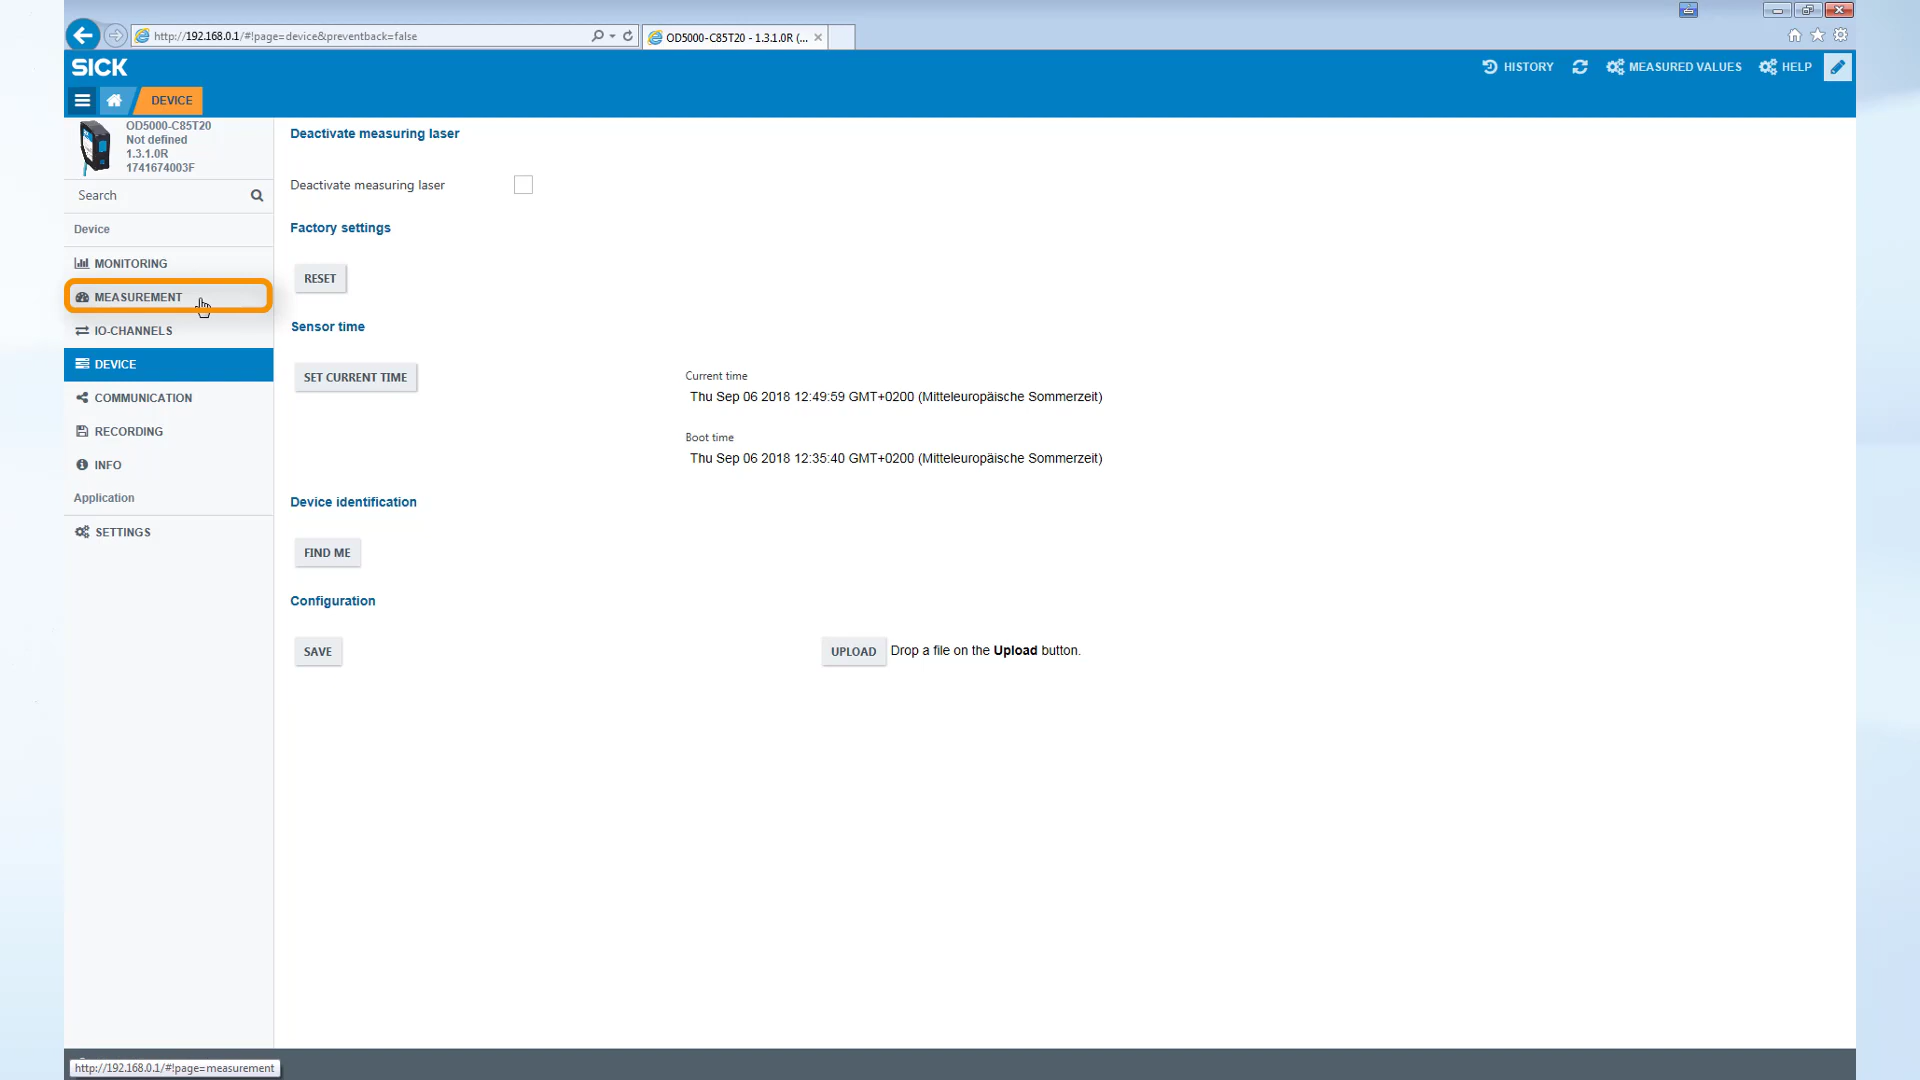 http://192.168.0.1/#!page=device&preventback=false
OD5000-C85T20 - 1.3.1.0R (...
SICK
HISTORY
MEASURED VALUES
HELP
DEVICE
OD5000-C85T20
Not defined
1.3.1.0R
1741674003F
Search
Device
MONITORING
MEASUREMENT
IO-CHANNELS
DEVICE
COMMUNICATION
RECORDING
INFO
Application
SETTINGS
Deactivate measuring laser
Deactivate measuring laser
Factory settings
RESET
Sensor time
SET CURRENT TIME
Current time
Thu Sep 06 2018 12:49:59 GMT+0200 (Mitteleuropäische Sommerzeit)
Boot time
Thu Sep 06 2018 12:35:40 GMT+0200 (Mitteleuropäische Sommerzeit)
Device identification
FIND ME
Configuration
SAVE
UPLOAD Drop a file on the Upload button.
http://192.168.0.1/#!page=measurement